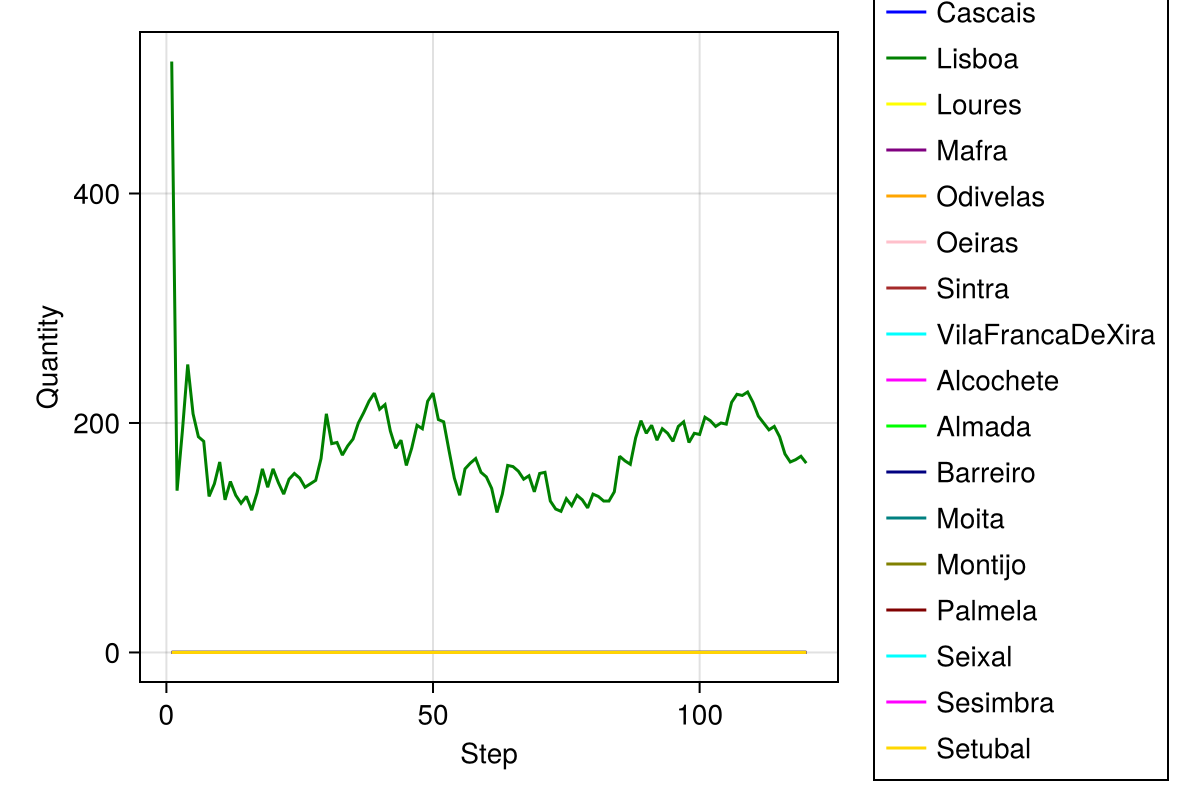 Quantity
400
200
0
0
50
100
Step
Cascais
Lisboa
Loures
Mafra
Odivelas
Oeiras
Sintra
VilaFrancaDeXira
Alcochete
Almada
Barreiro
Moita
Montijo
Palmela
Seixal
Sesimbra
Setubal